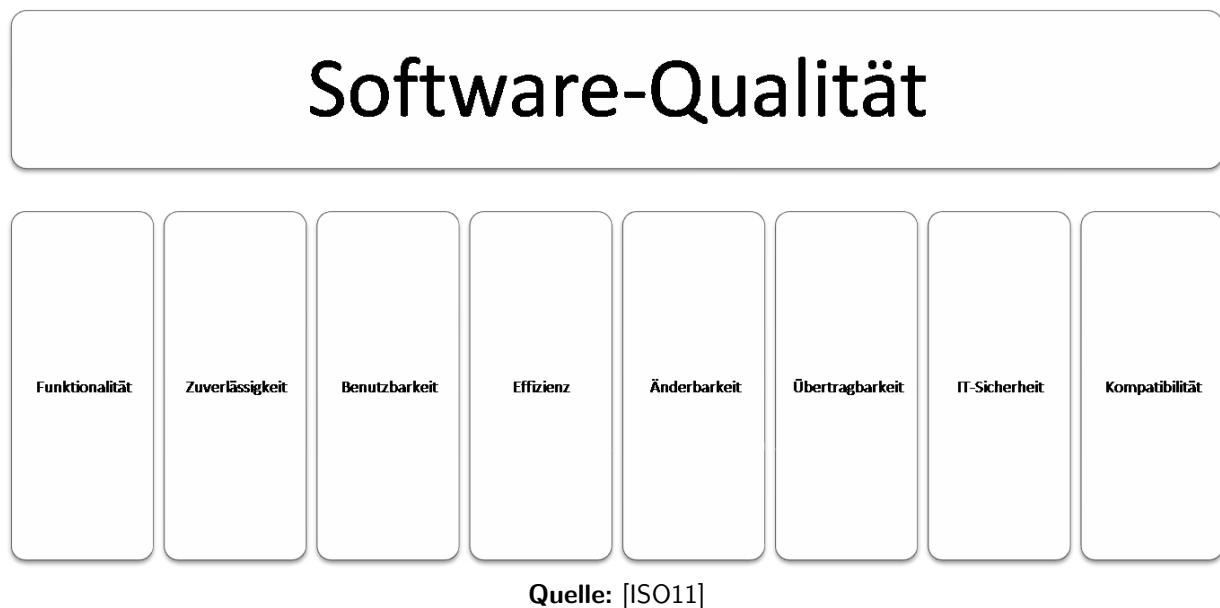 Software-Qualität
Funktionalität
Zuverlässigkeit
Benutzbarkeit
Effizienz
Änderbarkeit
Übertragbarkeit
IT-Sicherheit
Kompatibilität
Quelle: [ISO11]